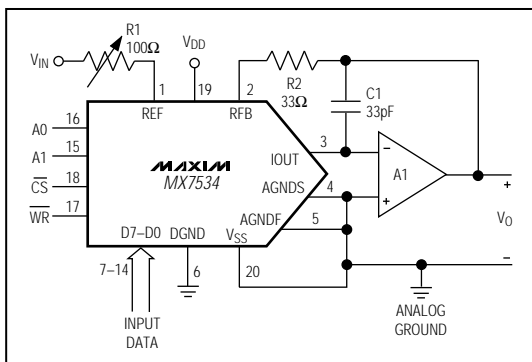 R1
100Ω
VIN
VDD
R2
33Ω
C1
33pF
1
19
2
REF
RFB
A0
16
A1
15
CS
18
WR
17
MAXIM
MX7534
IOUT
3
AGNDS
4
AGNDF
5
A1
−
+
+
VO
−
D7–D0
DGND
VSS
7–14
6
20
INPUT
DATA
ANALOG
GROUND